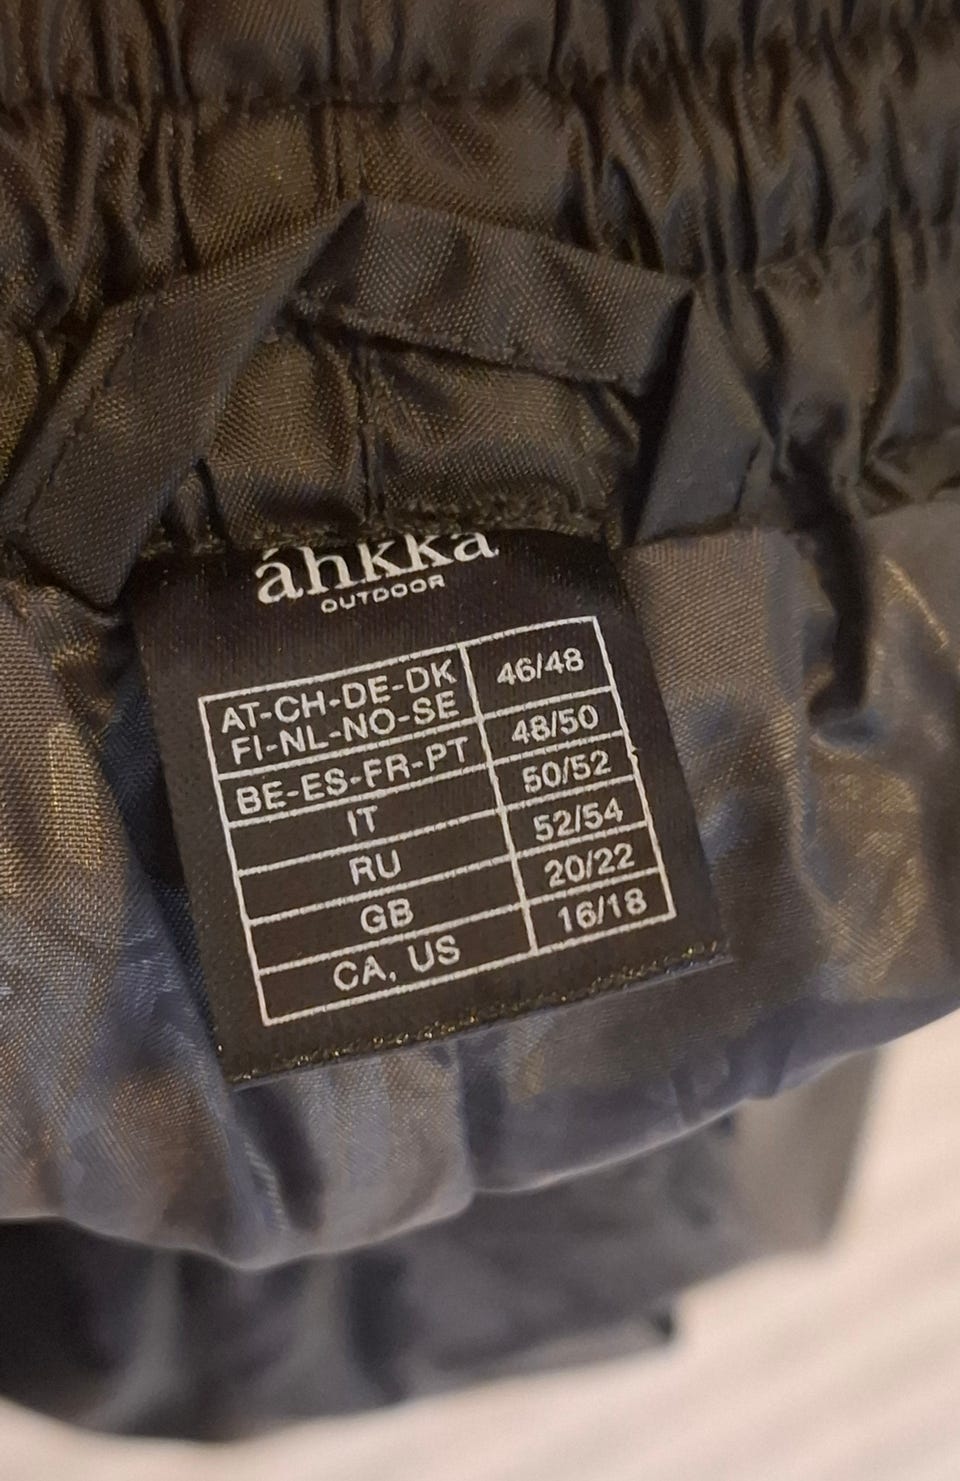 áhkka
OUTDOOR
AT-CH-DE-DK
FI-NL-NO-SE 46/48
BE-ES-FR-PT 48/50
IT 50/52
RU 52/54
GB 20/22
CA, US 16/18